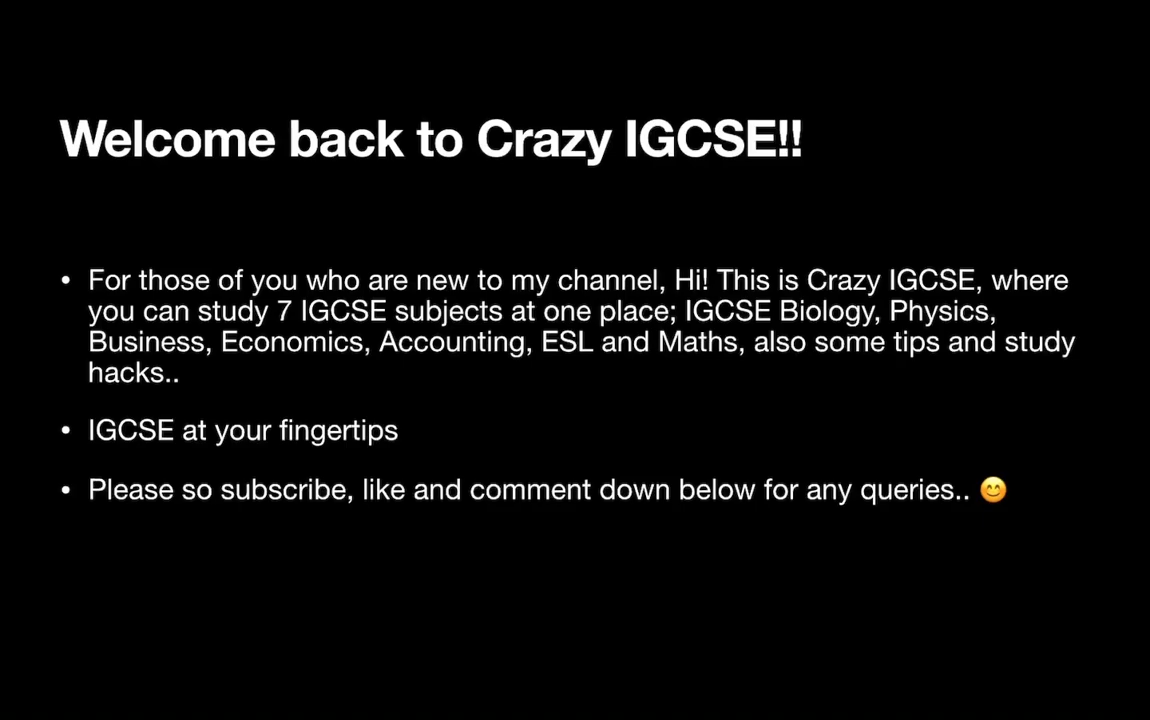 Welcome back to Crazy IGCSE!!
• For those of you who are new to my channel, Hi! This is Crazy IGCSE, where
you can study 7 IGCSE subjects at one place; IGCSE Biology, Physics,
Business, Economics, Accounting, ESL and Maths, also some tips and study
hacks..
• IGCSE at your fingertips
• Please so subscribe, like and comment down below for any queries.. 😊